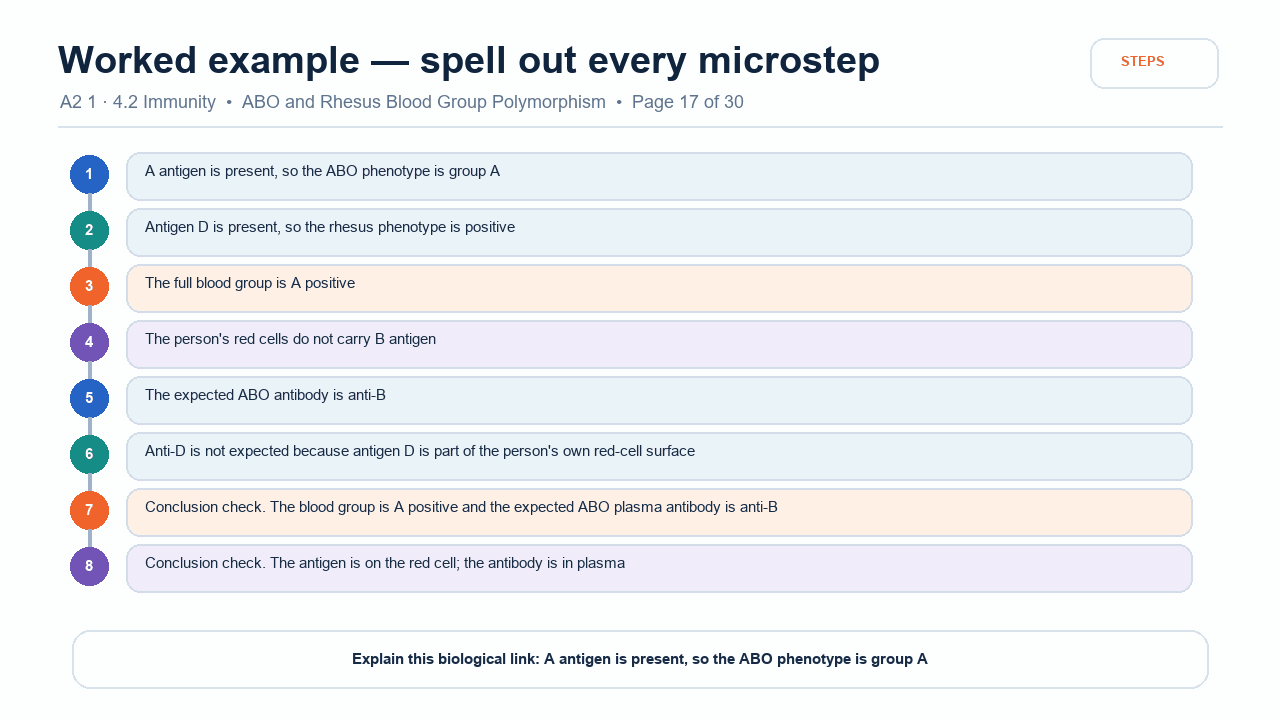 Worked example — spell out every microstep
STEPS
A2 1 · 4.2 Immunity • ABO and Rhesus Blood Group Polymorphism • Page 17 of 30
1
A antigen is present, so the ABO phenotype is group A
2
Antigen D is present, so the rhesus phenotype is positive
3
The full blood group is A positive
4
The person's red cells do not carry B antigen
5
The expected ABO antibody is anti-B
6
Anti-D is not expected because antigen D is part of the person's own red-cell surface
7
Conclusion check. The blood group is A positive and the expected ABO plasma antibody is anti-B
8
Conclusion check. The antigen is on the red cell; the antibody is in plasma
Explain this biological link: A antigen is present, so the ABO phenotype is group A